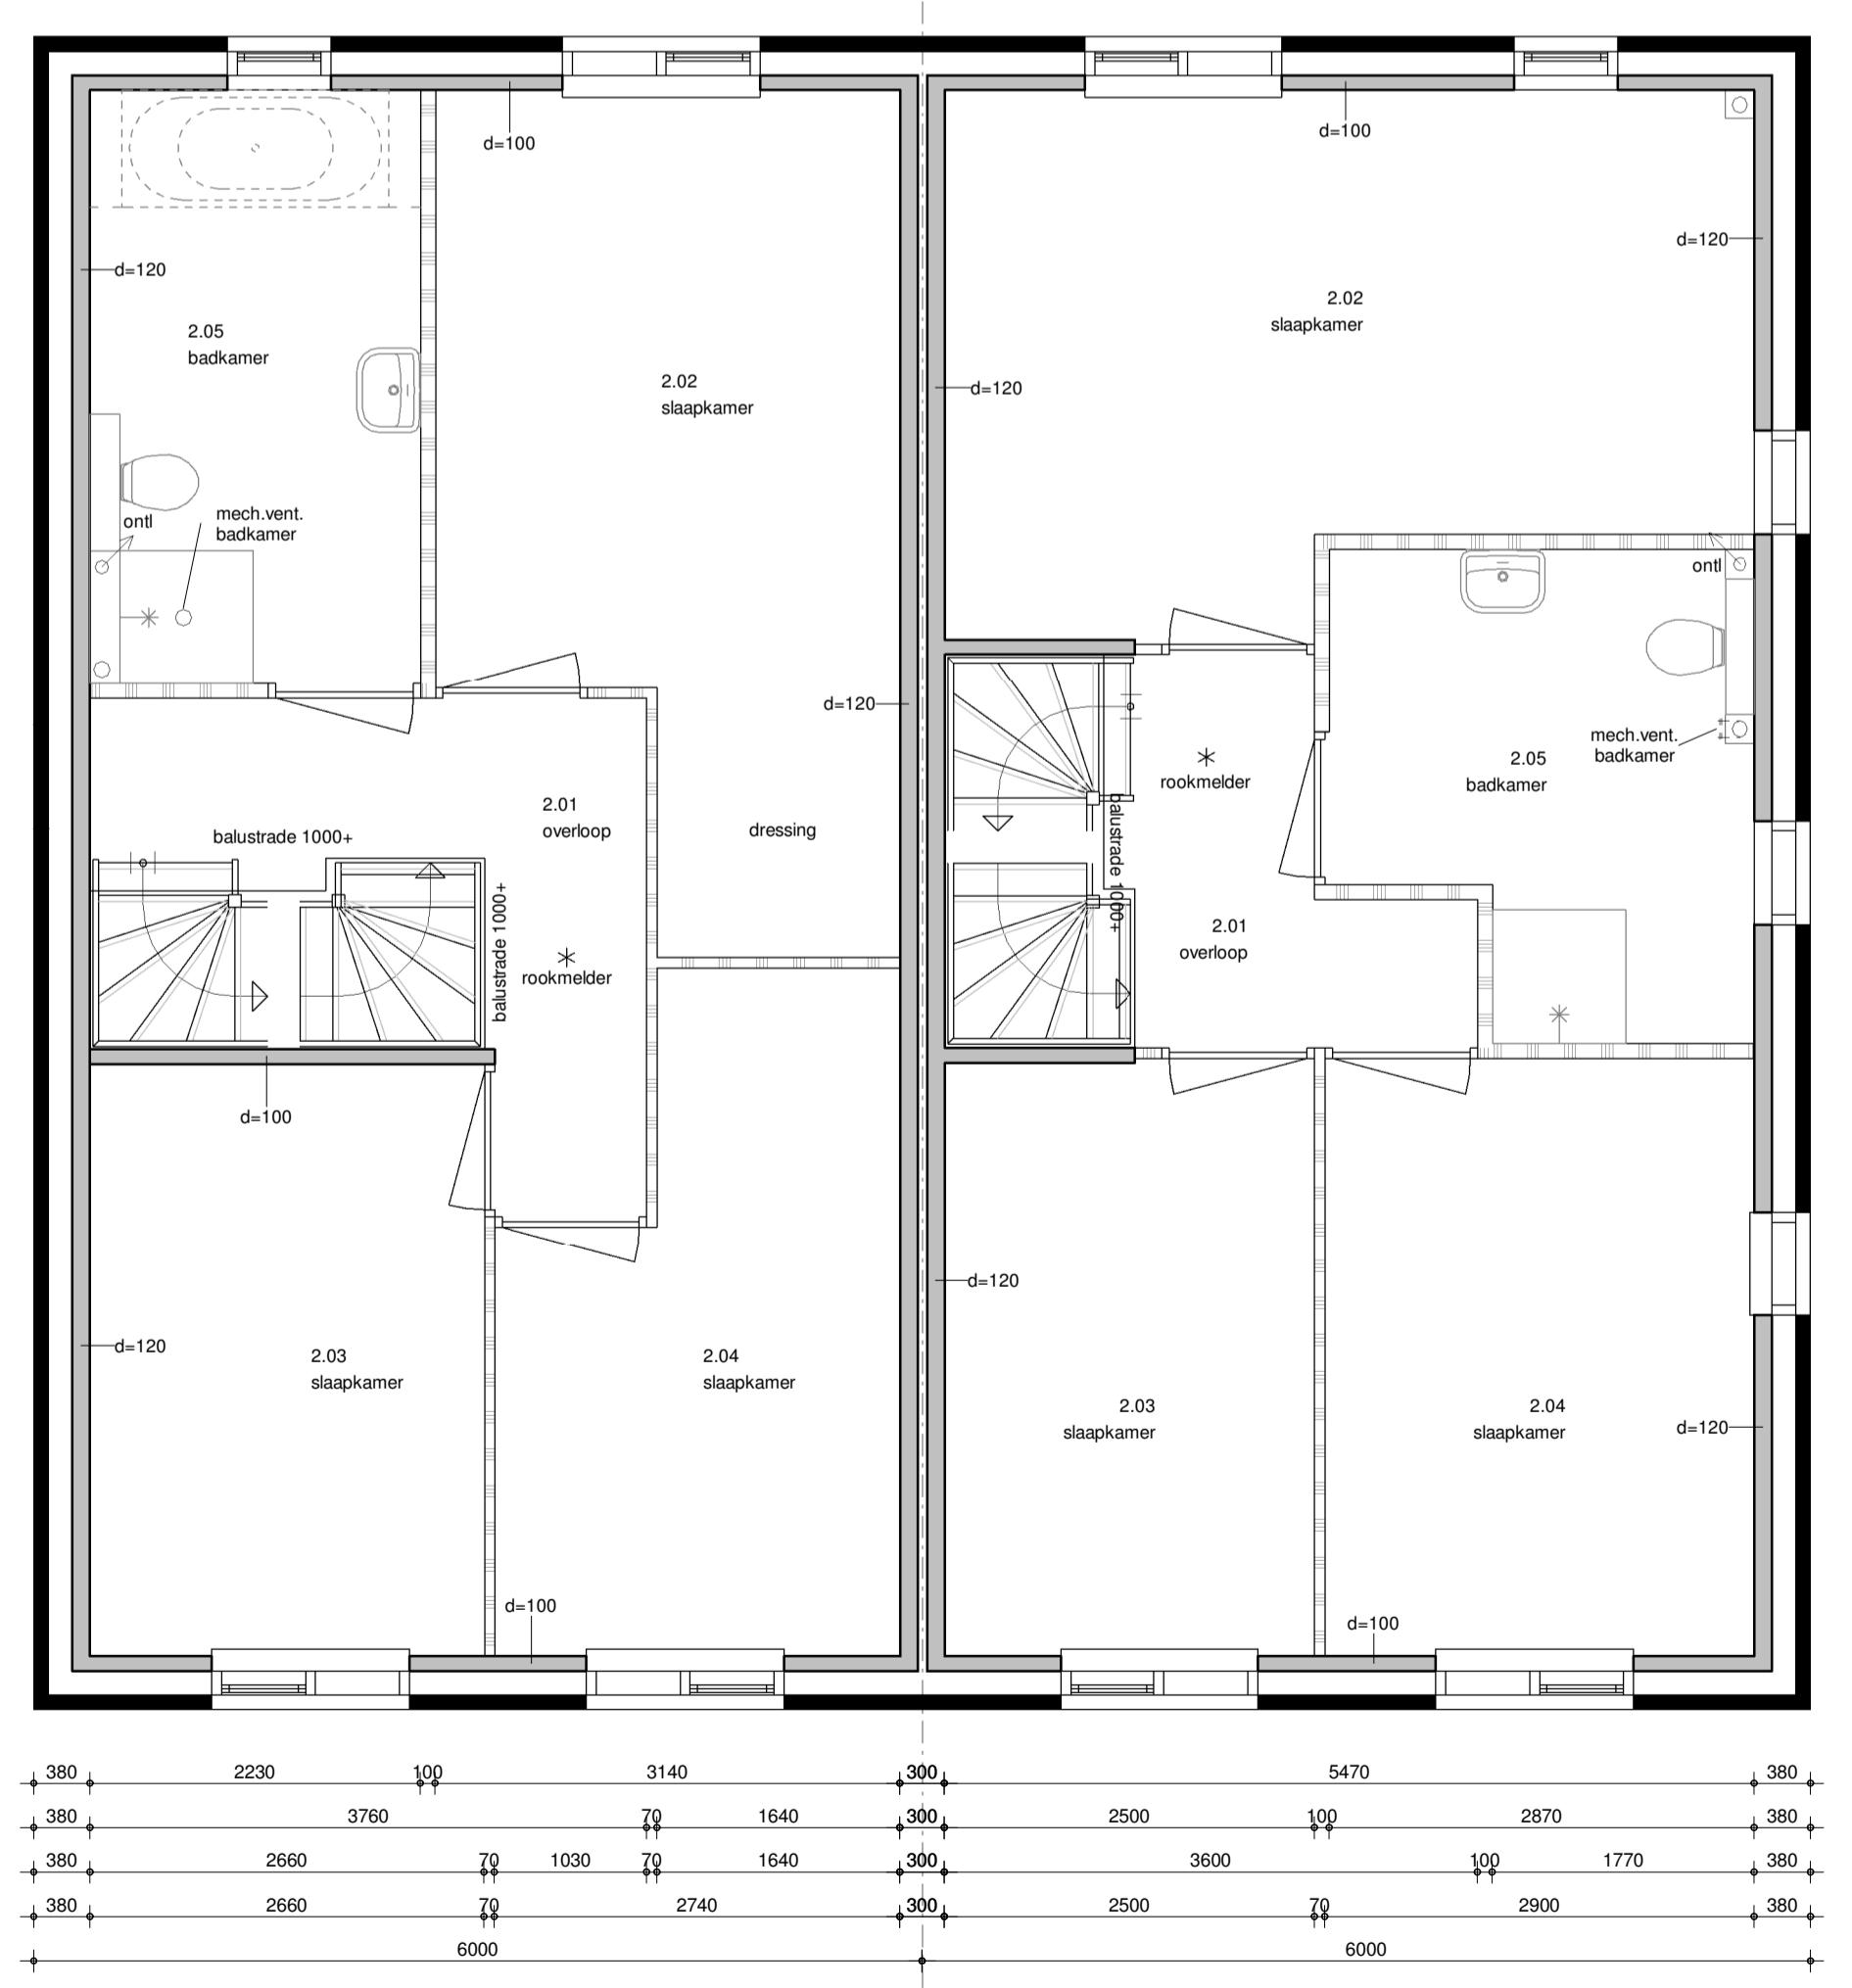 d=100
d=100
d=120
d=120
2.02
slaapkamer
2.05
badkamer
2.02
slaapkamer
d=120
ontl
mech.vent.
badkamer
ontl
d=120
mech.vent.
badkamer
rookmelder
2.05
badkamer
2.01
overloop
dressing
balustrade 1000+
balustrade 1000+
balustrade 1000+
2.01
overloop
rookmelder
d=100
d=120
d=120
2.03
slaapkamer
2.04
slaapkamer
2.03
slaapkamer
2.04
slaapkamer
d=120
d=100
d=100
380 2230 100 3140 300 5470 380
380 3760 70 1640 300 2500 100 2870 380
380 2660 70 1030 70 1640 300 3600 100 1770 380
380 2660 70 2740 300 2500 70 2900 380
6000 6000